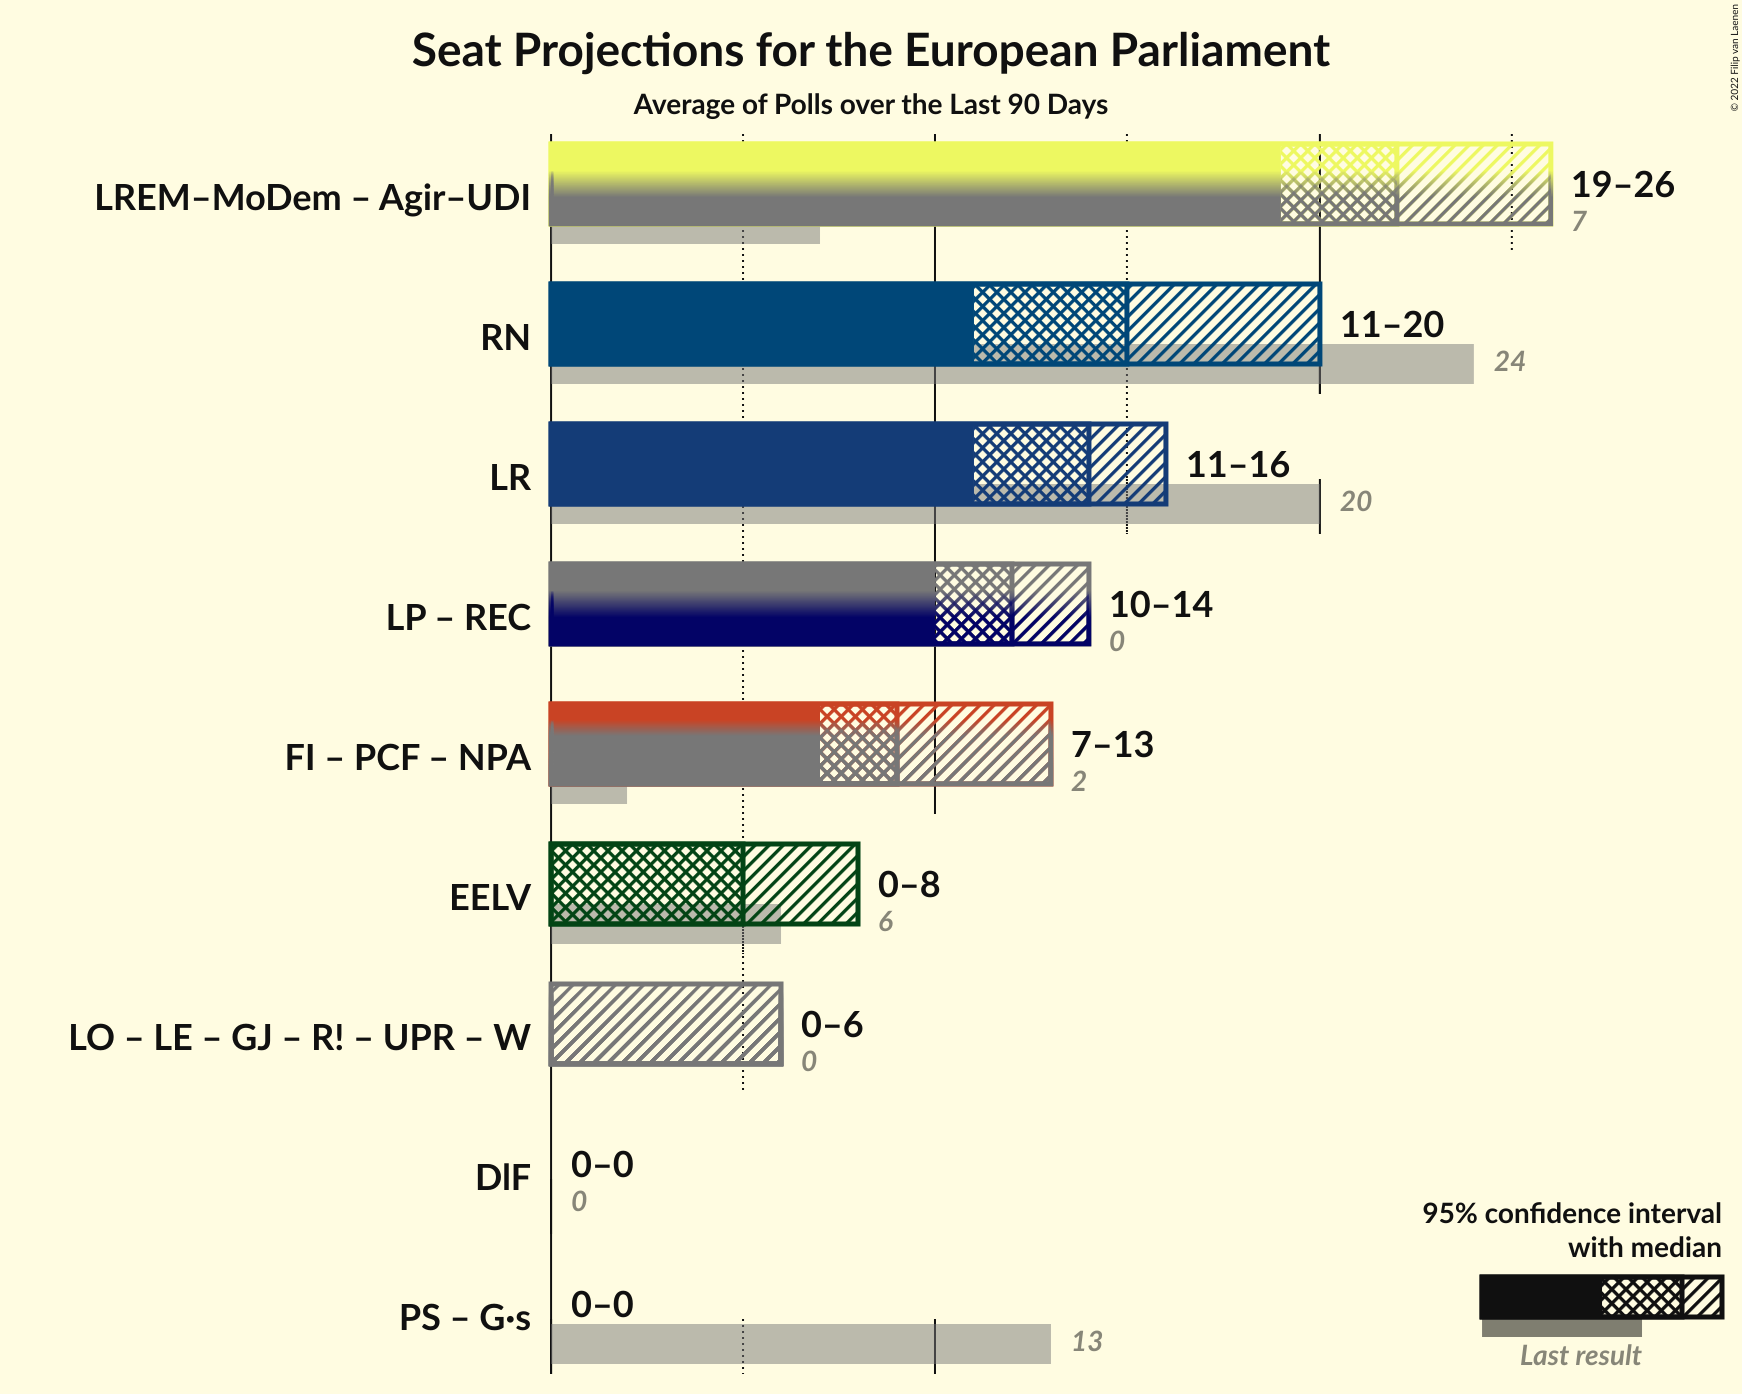 Seat Projections for the European Parliament
Average of Polls over the Last 90 Days
© 2022 Filip van Laenen
LREM–MoDem – Agir–UDI
19–26
7
RN
11–20
24
LR
11–16
20
LP – REC
10–14
0
FI – PCF – NPA
7–13
2
EELV
0–8
6
LO – LE – GJ – R! – UPR – W
0–6
0
DlF
0–0
0
PS – G·s
0–0
13
95% confidence interval
with median
Last result